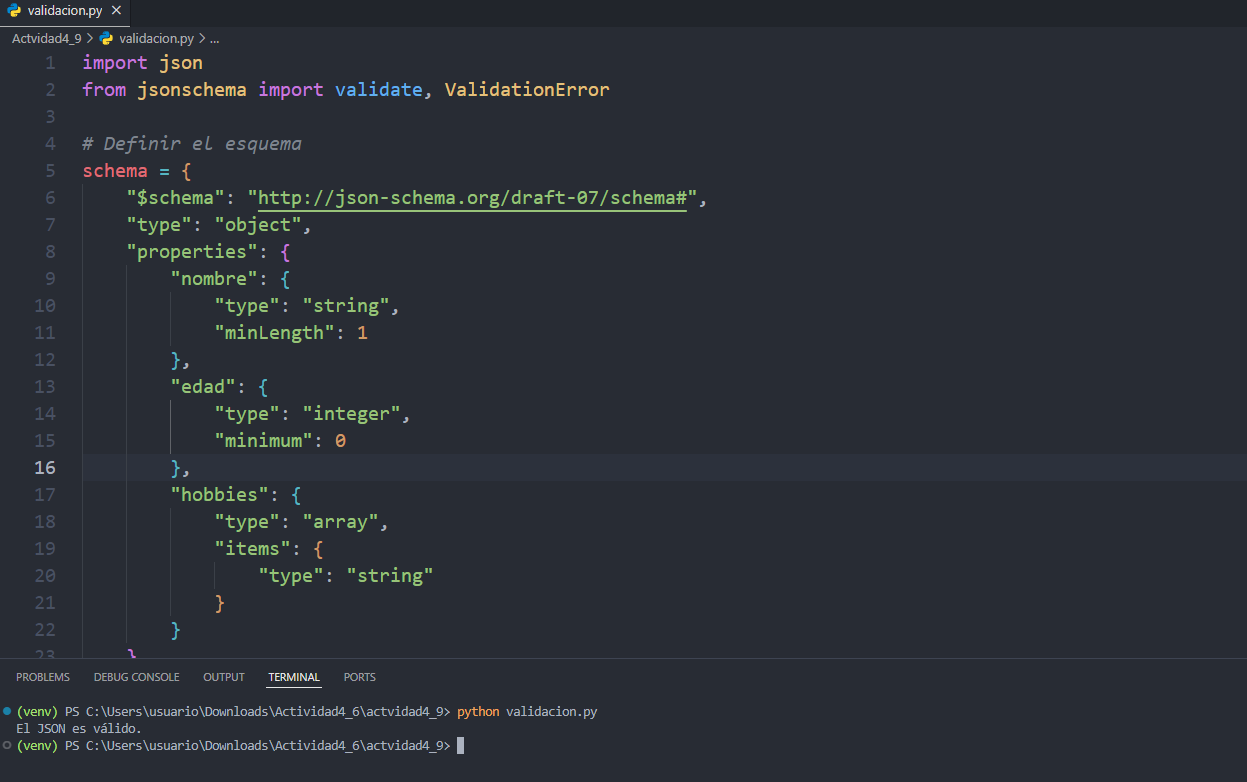 validacion.py ×
Actvidad4_9 > validacion.py > ...
1 import json
2 from jsonschema import validate, ValidationError
3
4 # Definir el esquema
5 schema = {
6 "$schema": "http://json-schema.org/draft-07/schema#",
7 "type": "object",
8 "properties": {
9 "nombre": {
10 "type": "string",
11 "minLength": 1
12 },
13 "edad": {
14 "type": "integer",
15 "minimum": 0
16 },
17 "hobbies": {
18 "type": "array",
19 "items": {
20 "type": "string"
21 }
22 }
23 }
PROBLEMS DEBUG CONSOLE OUTPUT TERMINAL PORTS
(venv) PS C:\Users\usuario\Downloads\Actividad4_6\actvidad4_9> python validacion.py
El JSON es válido.
(venv) PS C:\Users\usuario\Downloads\Actividad4_6\actvidad4_9>